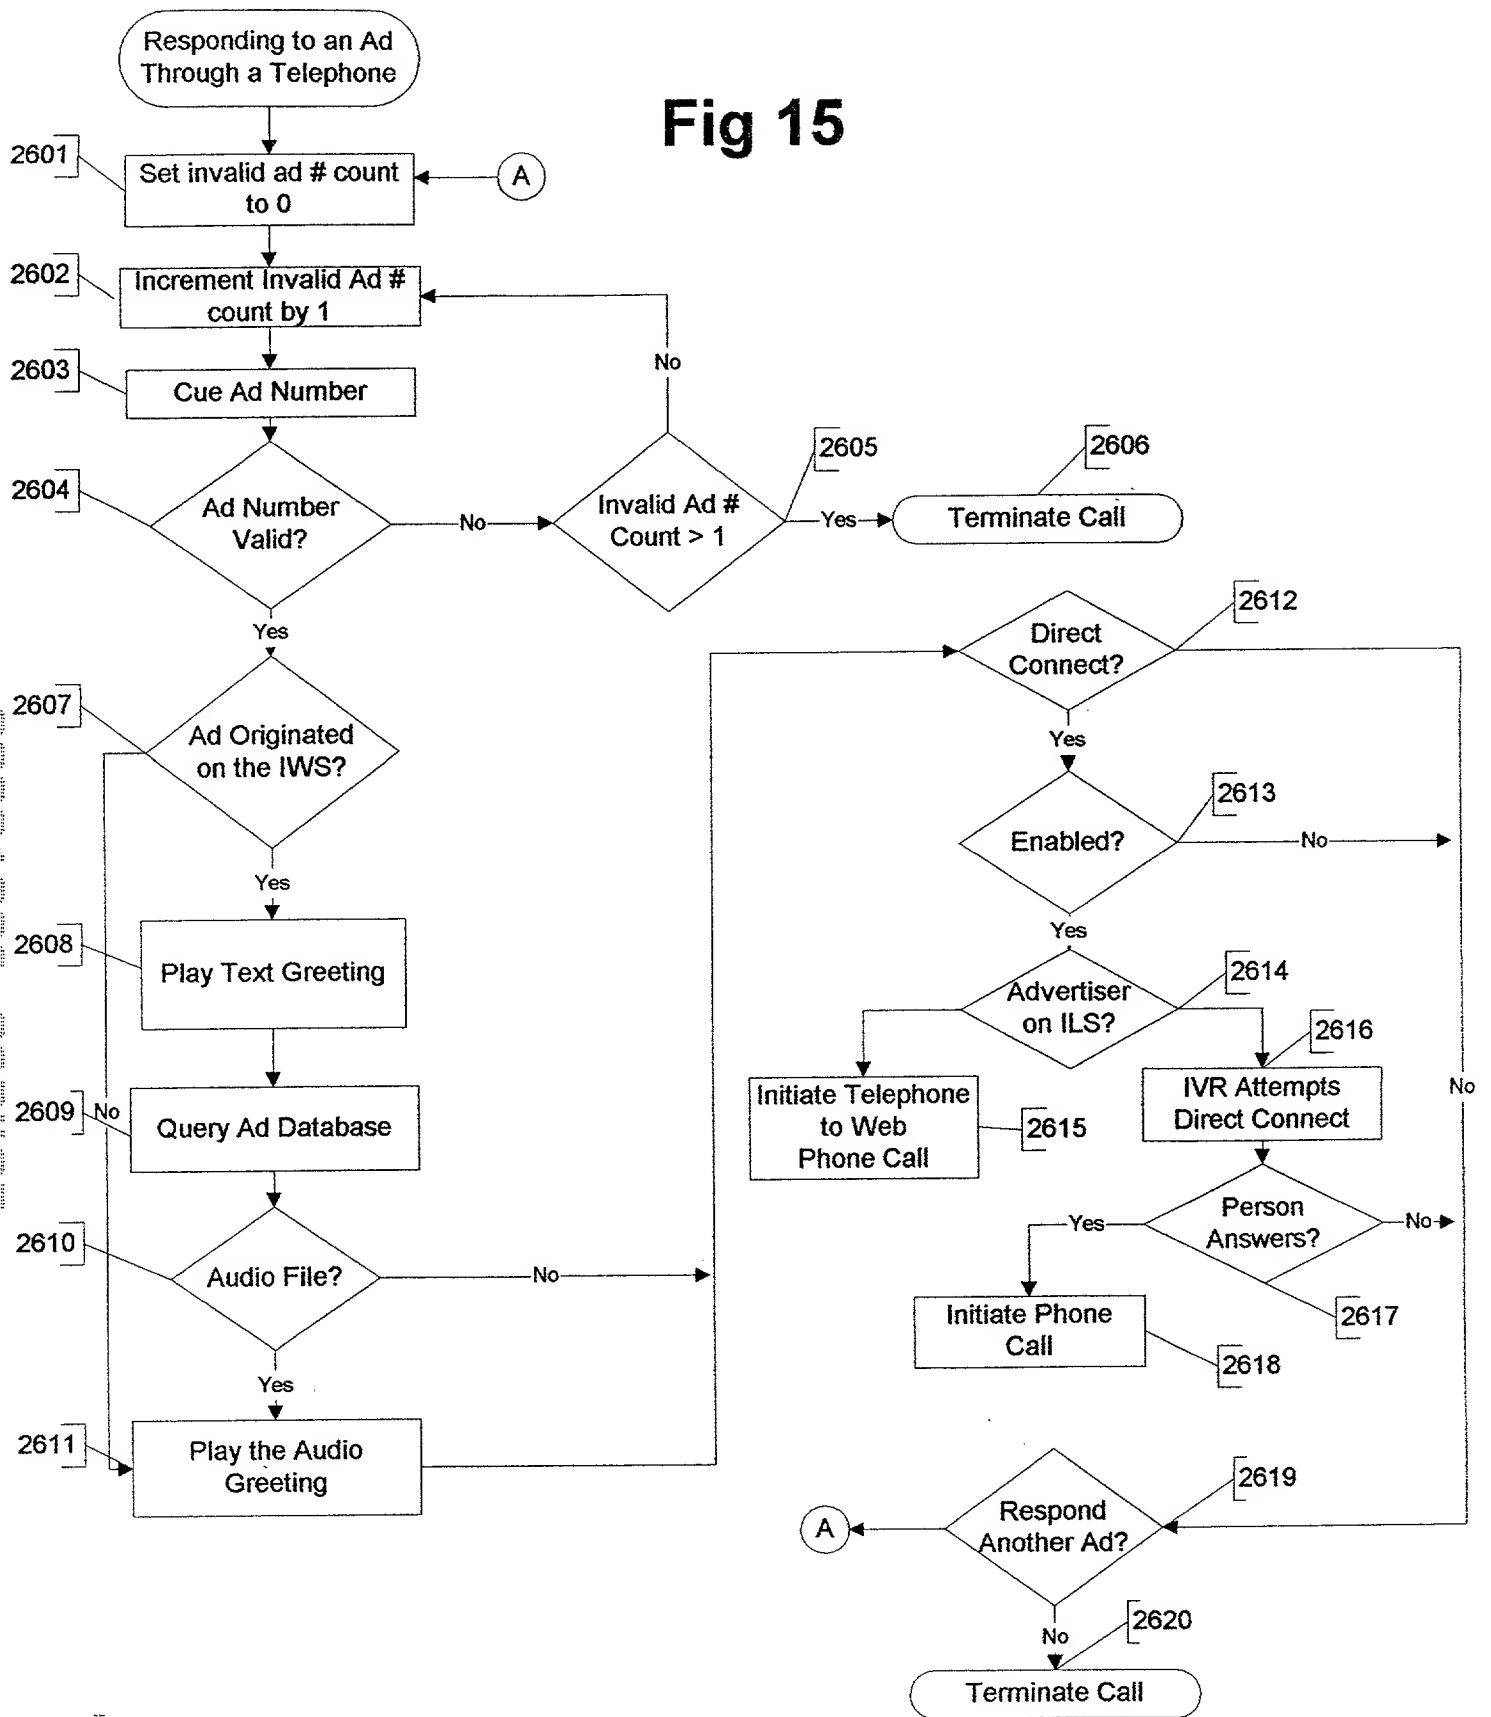 Responding to an Ad
Through a Telephone
Fig 15
2601
Set invalid ad # count
to 0
A
2602
Increment Invalid Ad #
count by 1
No
2603
Cue Ad Number
2604
Ad Number
Valid?
No
Invalid Ad #
Count > 1
2605
Yes
2606
Terminate Call
Yes
2607
Ad Originated
on the IWS?
Yes
2608
Play Text Greeting
2609
No
Query Ad Database
2610
Audio File?
No
Yes
2611
Play the Audio
Greeting
2612
Direct
Connect?
Yes
2613
Enabled?
No
Yes
2614
Advertiser
on ILS?
2616
Initiate Telephone
to Web
Phone Call
2615
IVR Attempts
Direct Connect
No
Person
Answers?
Yes
No
2617
Initiate Phone
Call
2618
2619
Respond
Another Ad?
A
No
2620
Terminate Call